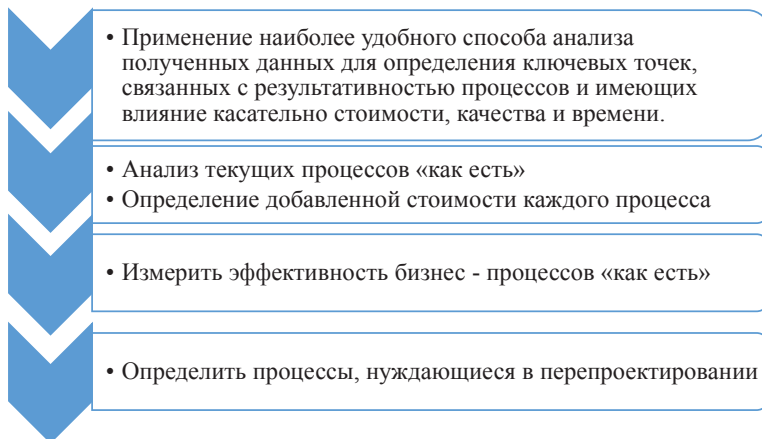 • Применение наиболее удобного способа анализа
полученных данных для определения ключевых точек,
связанных с результативностью процессов и имеющих
влияние касательно стоимости, качества и времени.
• Анализ текущих процессов «как есть»
• Определение добавленной стоимости каждого процесса
• Измерить эффективность бизнес - процессов «как есть»
• Определить процессы, нуждающиеся в перепроектировании